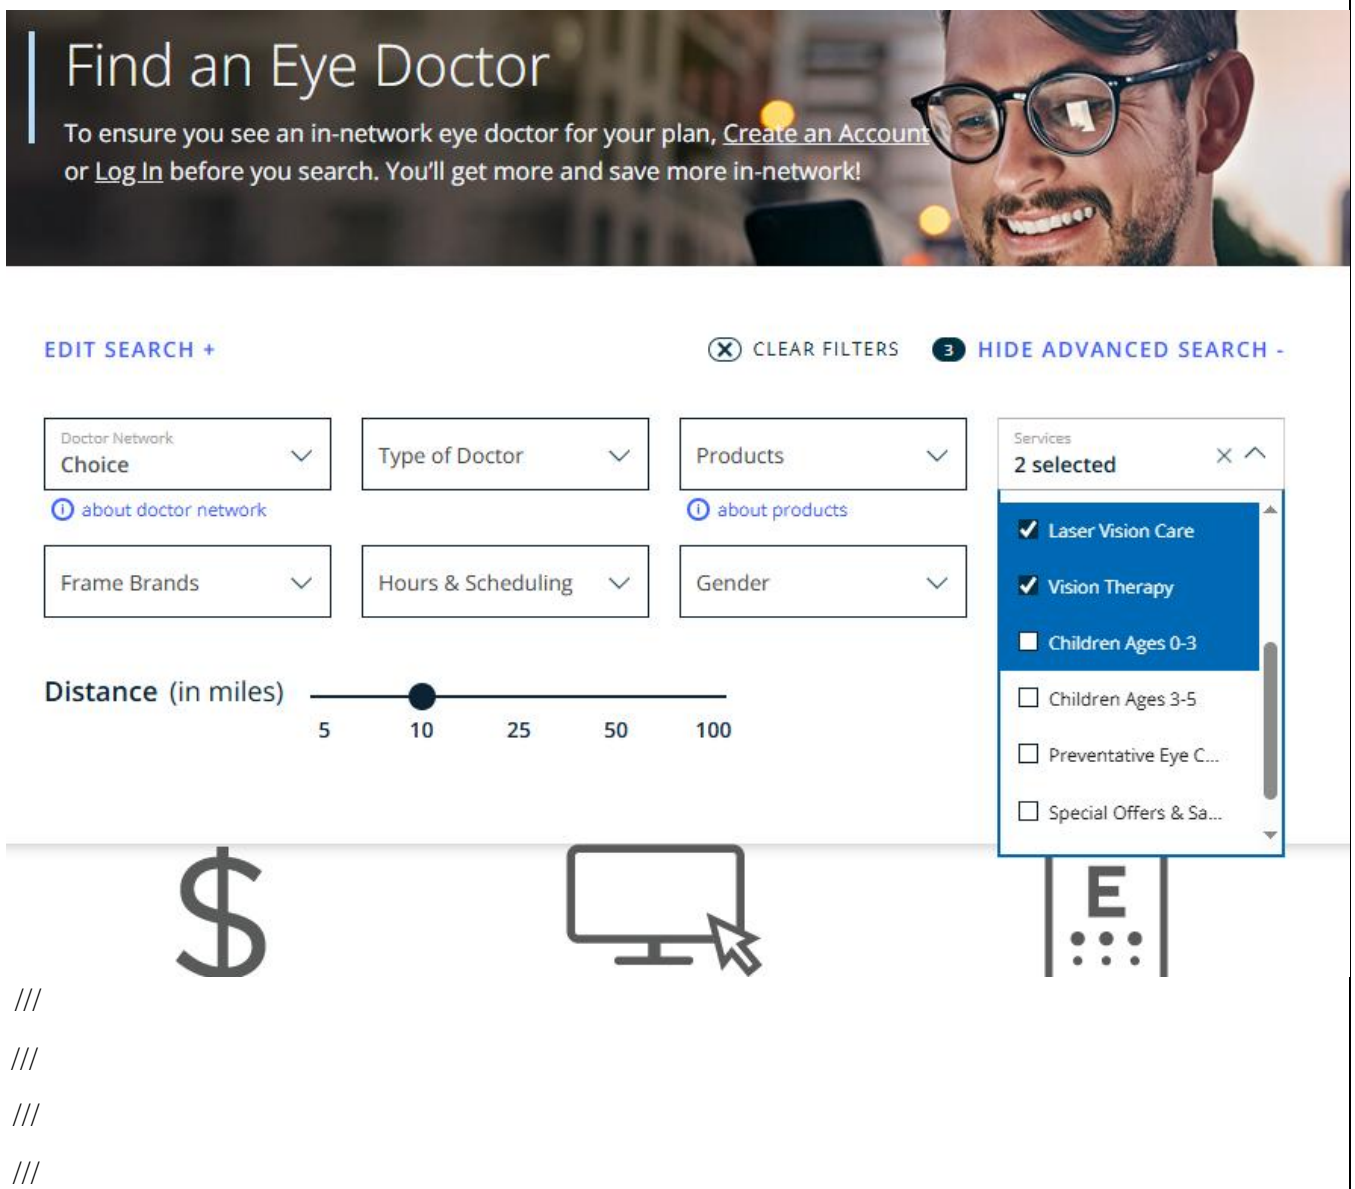 Find an Eye Doctor
To ensure you see an in-network eye doctor for your plan, Create an Account
or Log In before you search. You'll get more and save more in-network!
EDIT SEARCH +
CLEAR FILTERS
3 HIDE ADVANCED SEARCH -
Doctor Network
Choice
Type of Doctor
Products
Services
2 selected
about doctor network
about products
Frame Brands
Hours & Scheduling
Gender
Laser Vision Care
Vision Therapy
Children Ages 0-3
Children Ages 3-5
Preventative Eye C...
Special Offers & Sa...
Distance (in miles)
5 10 25 50 100
$
E
///
///
///
///